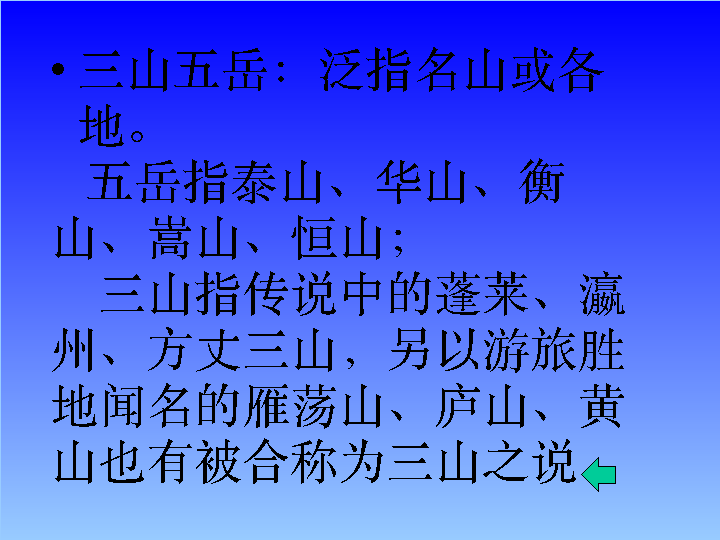 • 三山五岳：泛指名山或各
地。
五岳指泰山、华山、衡
山、嵩山、恒山；
三山指传说中的蓬莱、瀛
州、方丈三山，另以游旅胜
地闻名的雁荡山、庐山、黄
山也有被合称为三山之说